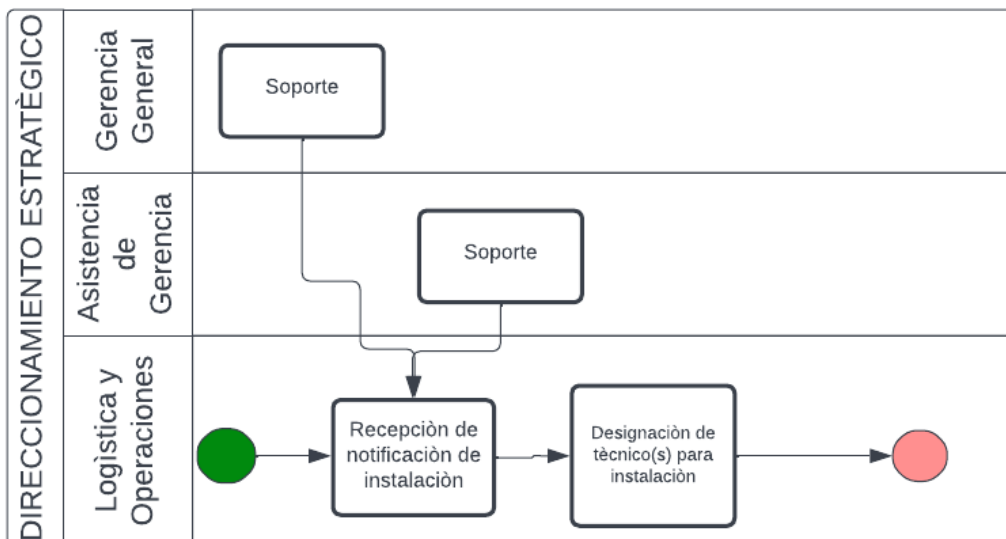 DIRECCIONAMIENTO ESTRATÈGICO
Gerencia
General
Soporte
Asistencia
de
Gerencia
Soporte
Logìstica y
Operaciones
Recepciòn de
notificaciòn de
instalaciòn
Designaciòn de
tècnico(s) para
instalaciòn